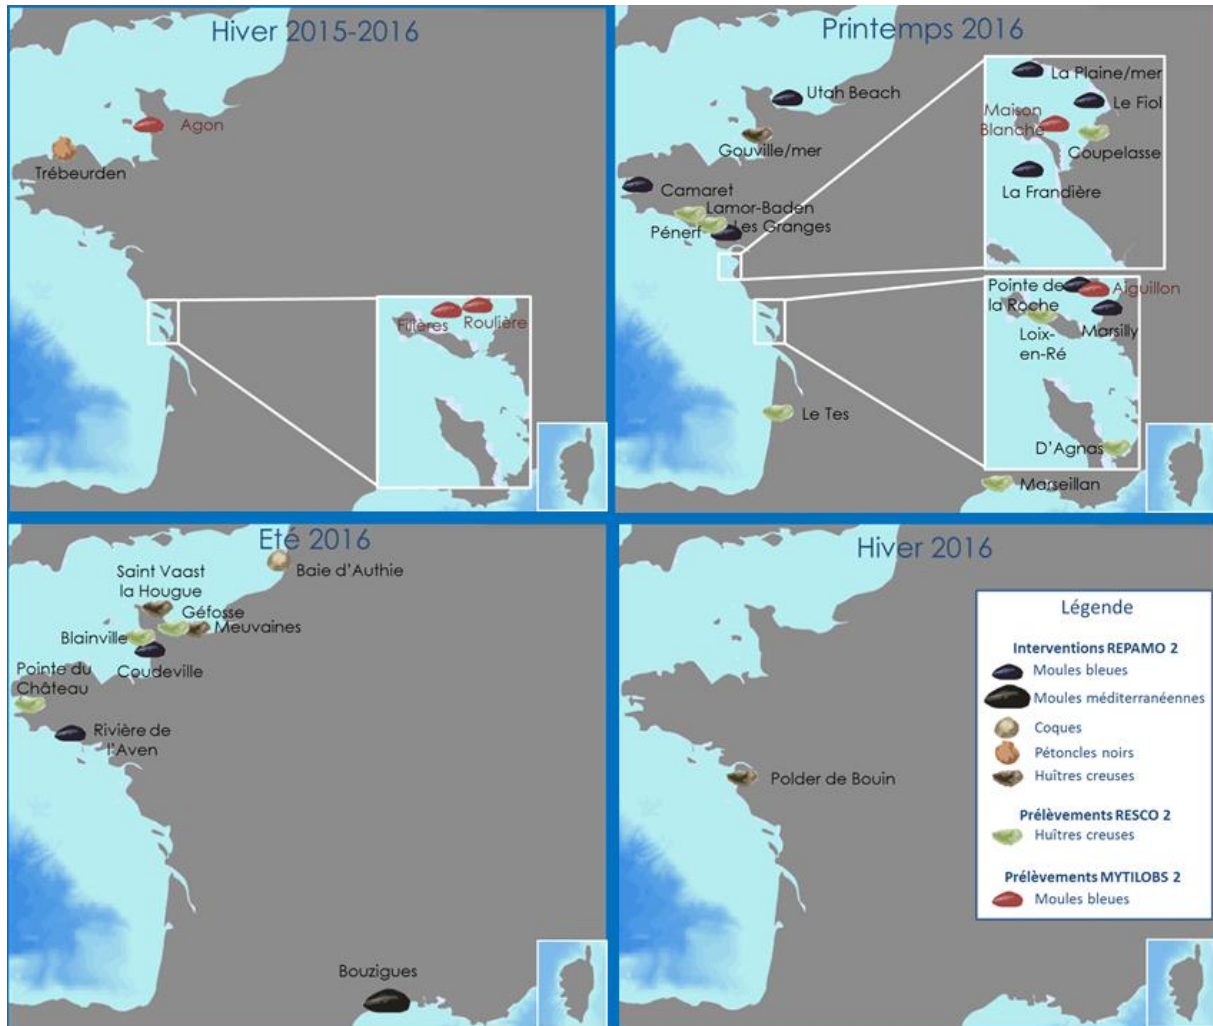 Hiver 2015-2016
Agon
Trébeurden
Filières
Roulière
Printemps 2016
Utah Beach
Gouville/mer
Camaret
Lamor-Baden
Pénerf
Les Granges
La Plaine/mer
Le Fiol
Maison
Blanche
Coupelasse
La Frandière
Pointe de
la Roche
Aiguillon
Marsilly
Loix-
en-Ré
Le Tes
D'Agnas
Marseillan
Eté 2016
Baie d'Authie
Saint Vaast
la Hougue
Géfosse
Meuvaines
Blainville
Coudeville
Pointe du
Château
Rivière de
l'Aven
Bouzigues
Hiver 2016
Polder de Bouin
Légende
Interventions REPAMO 2
Moules bleues
Moules méditerranéennes
Coques
Pétoncles noirs
Huîtres creuses
Prélèvements RESCO 2
Huîtres creuses
Prélèvements MYTILOBS 2
Moules bleues